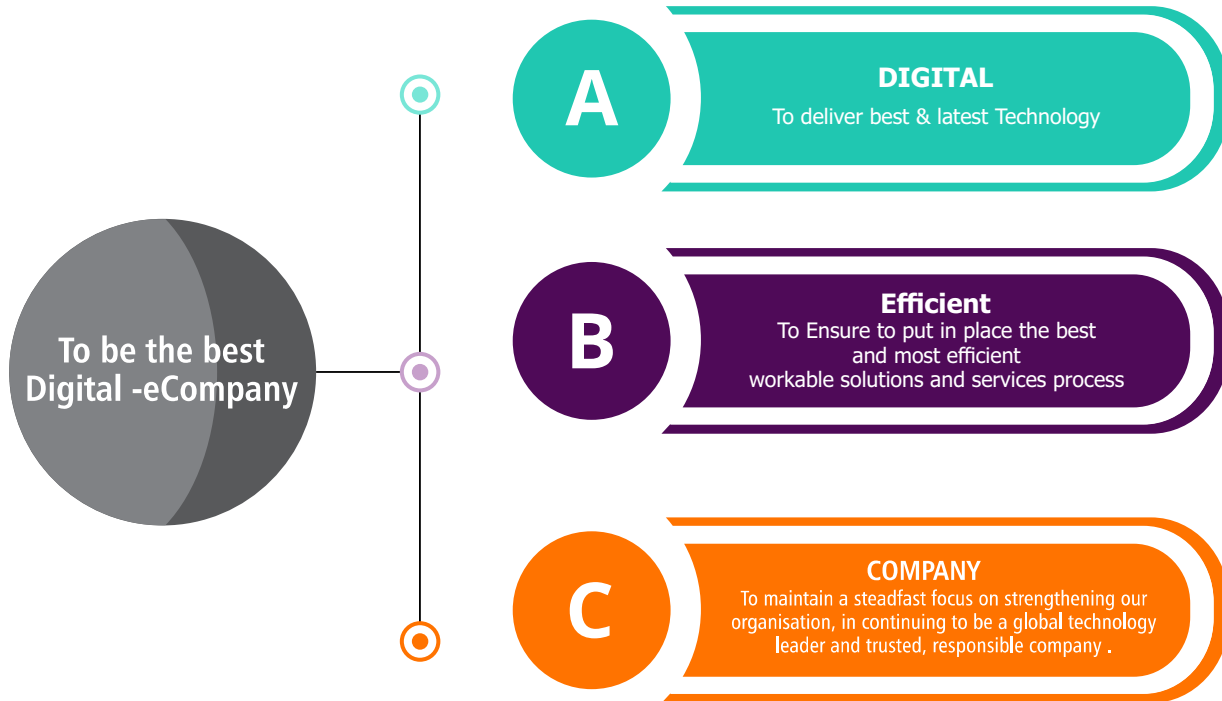 To be the best
Digital -eCompany
A
DIGITAL
To deliver best & latest Technology
B
Efficient
To Ensure to put in place the best
and most efficient
workable solutions and services process
C
COMPANY
To maintain a steadfast focus on strengthening our
organisation, in continuing to be a global technology
leader and trusted, responsible company .